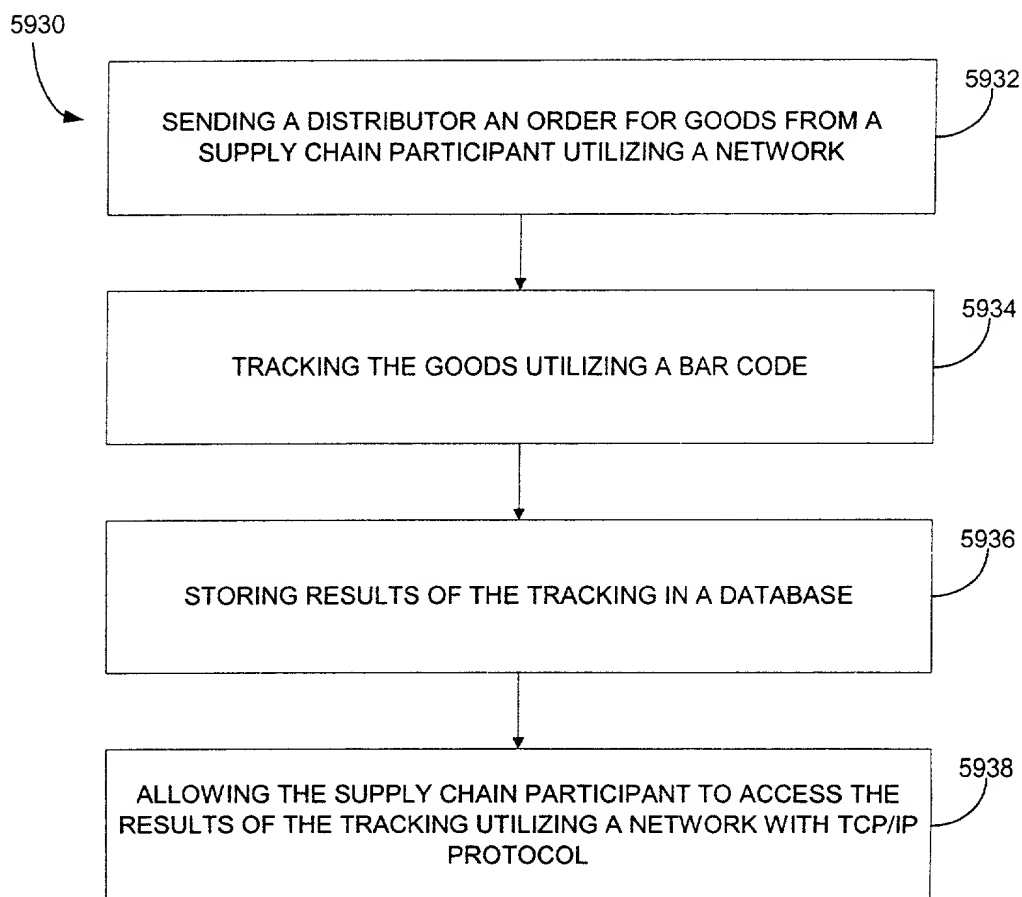 5930
5932
SENDING A DISTRIBUTOR AN ORDER FOR GOODS FROM A
SUPPLY CHAIN PARTICIPANT UTILIZING A NETWORK
5934
TRACKING THE GOODS UTILIZING A BAR CODE
5936
STORING RESULTS OF THE TRACKING IN A DATABASE
5938
ALLOWING THE SUPPLY CHAIN PARTICIPANT TO ACCESS THE
RESULTS OF THE TRACKING UTILIZING A NETWORK WITH TCP/IP
PROTOCOL